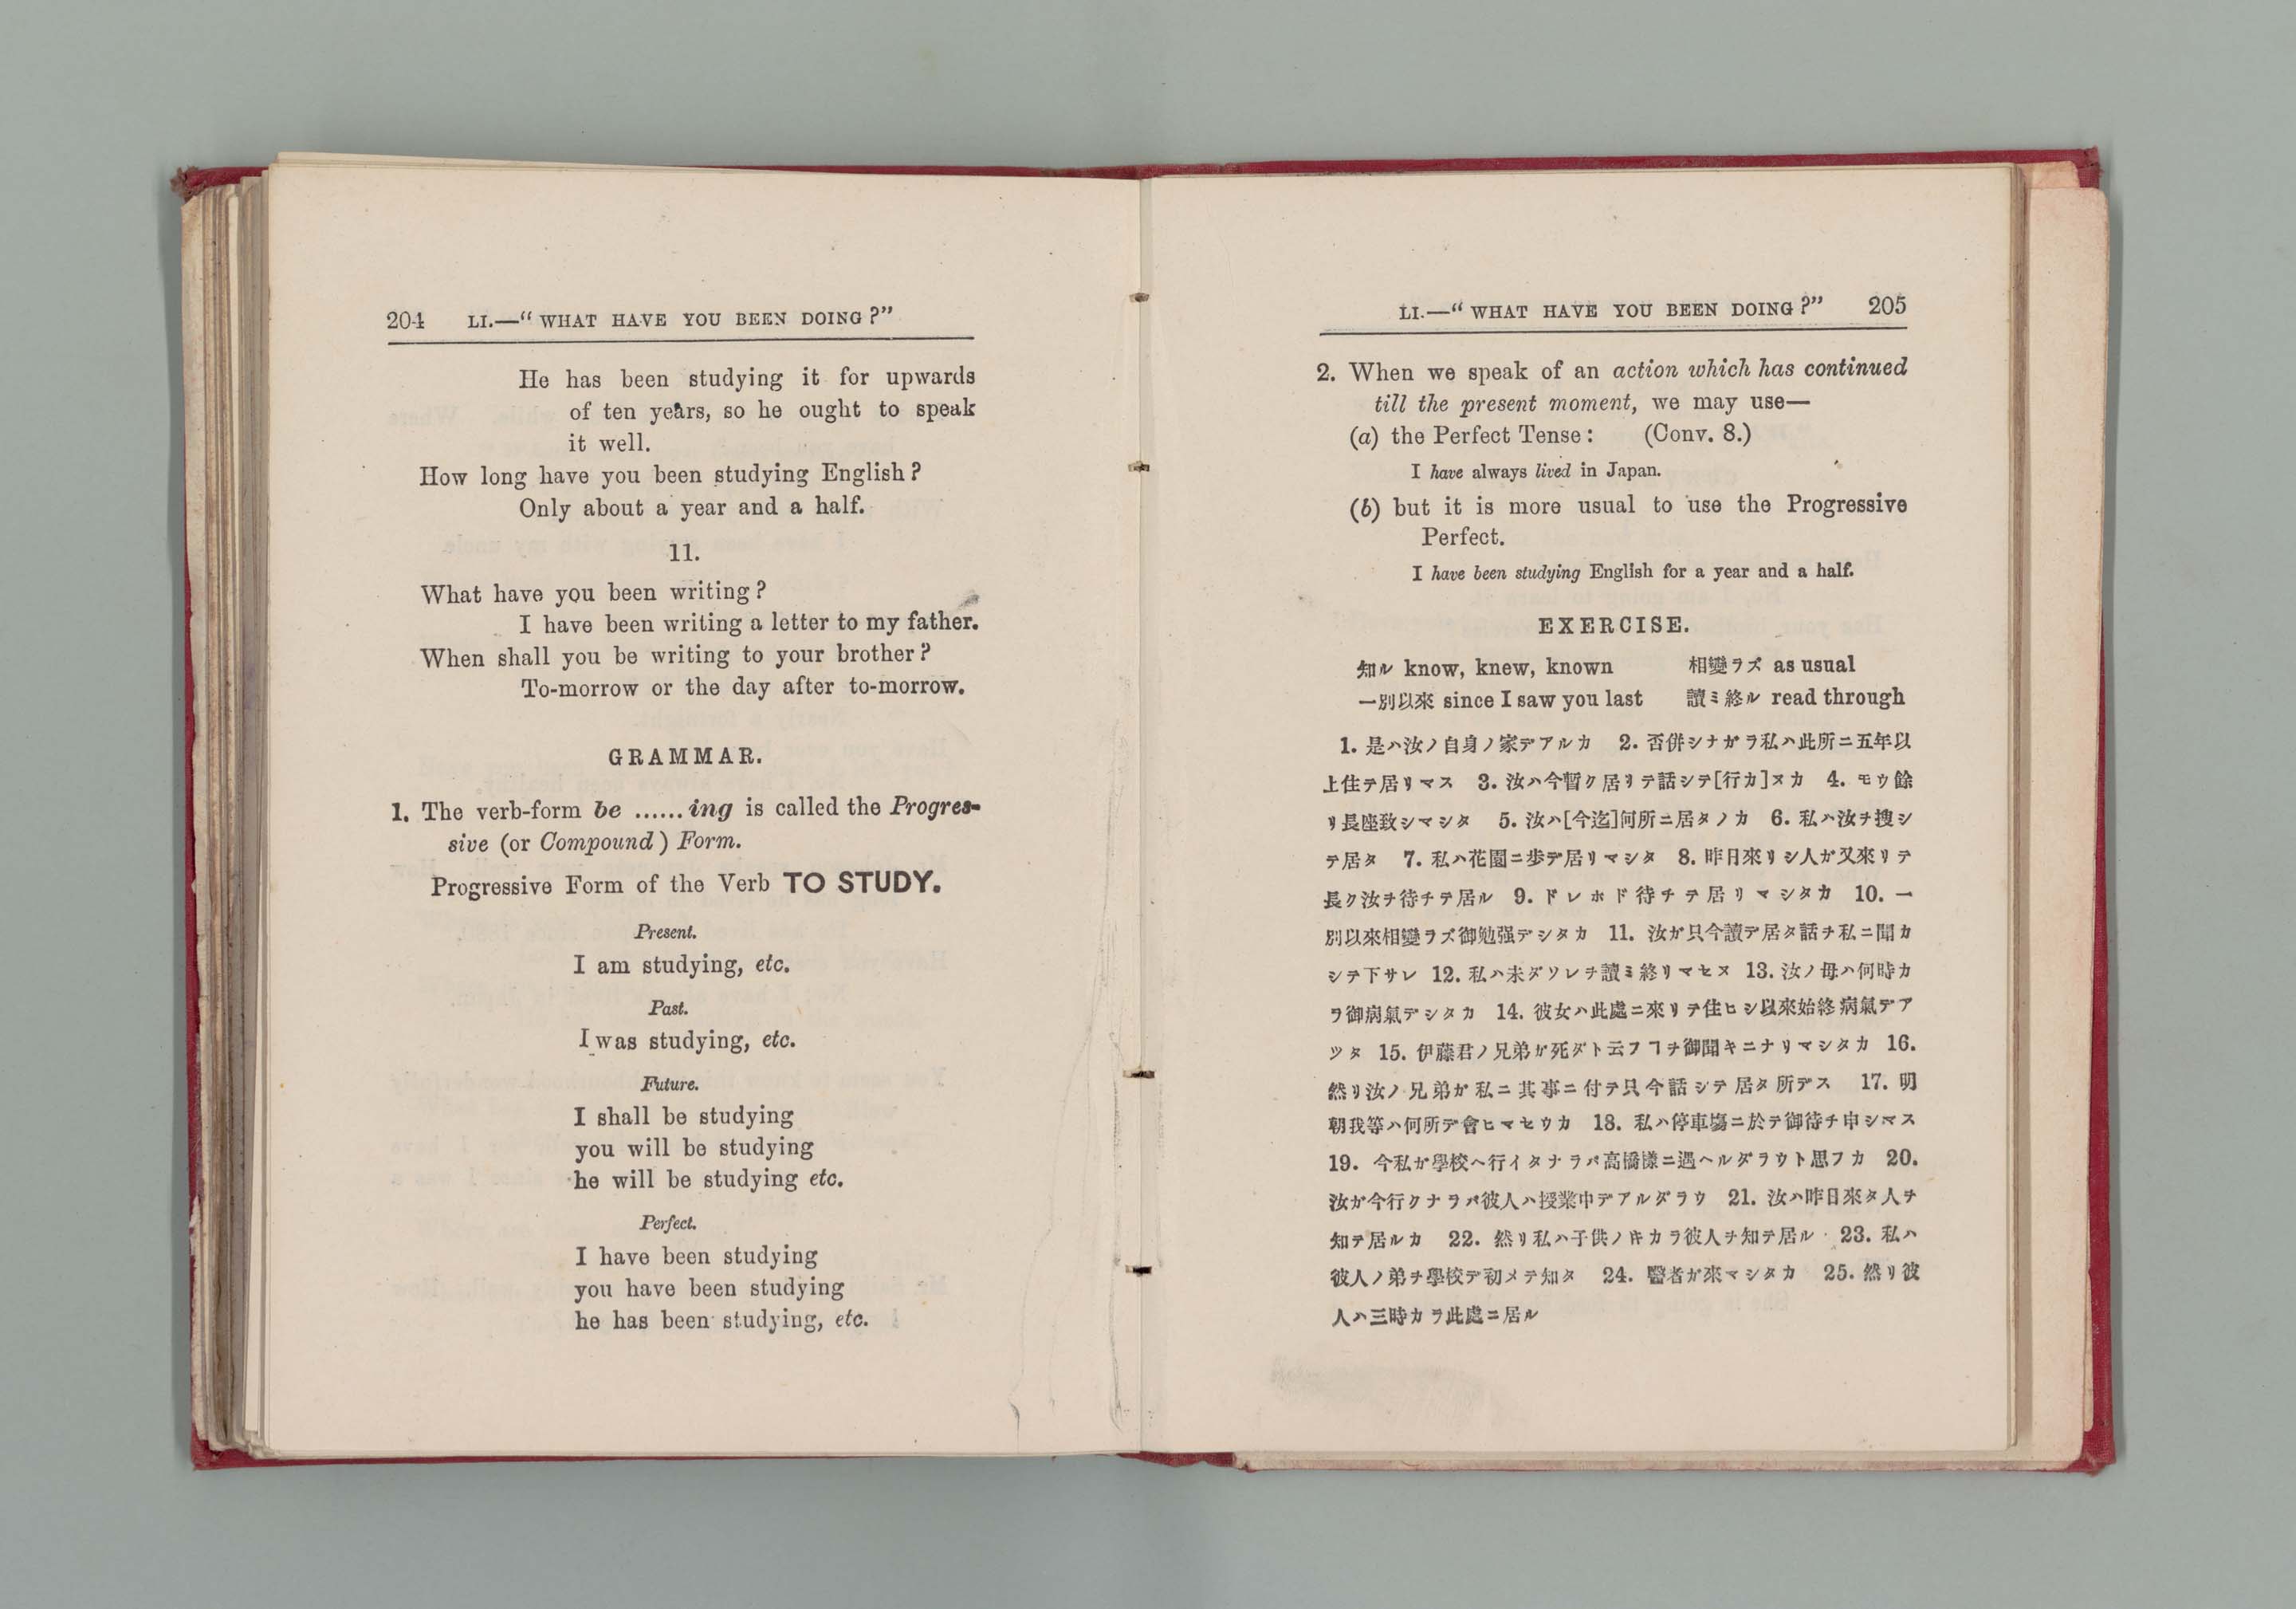 204 LI.—“WHAT HAVE YOU BEEN DOING?”
He has been studying it for upwards
of ten years, so he ought to speak
it well.
How long have you been studying English?
Only about a year and a half.
11.
What have you been writing?
I have been writing a letter to my father.
When shall you be writing to your brother?
To-morrow or the day after to-morrow.
GRAMMAR.
1. The verb-form be ......ing is called the Progres-
sive (or Compound) Form.
Progressive Form of the Verb TO STUDY.
Present.
I am studying, etc.
Past.
I was studying, etc.
Future.
I shall be studying
you will be studying
he will be studying etc.
Perfect.
I have been studying
you have been studying
he has been studying, etc.
LI.—“WHAT HAVE YOU BEEN DOING?” 205
2. When we speak of an action which has continued
till the present moment, we may use—
(a) the Perfect Tense: (Conv. 8.)
I have always lived in Japan.
(b) but it is more usual to use the Progressive
Perfect.
I have been studying English for a year and a half.
EXERCISE.
知ル know, knew, known 相變ラズ as usual
一別以來 since I saw you last 讀ミ終ル read through
1. 是ハ汝ノ自身ノ家デアルカ 2. 否併シナガラ私ハ此所ニ五年以
上住テ居リマス 3. 汝ハ今暫ク居リテ話シテ[行カ]ヌカ 4. モウ餘
リ長座致シマシタ 5. 汝ハ[今迄]何所ニ居タノカ 6. 私ハ汝ヲ搜シ
テ居タ 7. 私ハ花園ニ歩デ居リマシタ 8. 昨日來リシ人ガ又來リテ
長ク汝ヲ待チテ居ル 9. ドレホド待チテ居リマシタカ 10. 一
別以來相變ラズ御勉强デシタカ 11. 汝ガ只今讀デ居タ話ヲ私ニ聞カ
シテ下サレ 12. 私ハ未ダソレヲ讀ミ終リマセヌ 13. 汝ノ母ハ何時カ
ラ御病氣デシタカ 14. 彼女ハ此處ニ來リテ住ヒシ以來始終病氣デア
ツタ 15. 伊藤君ノ兄弟ガ死ダト云フヿヲ御聞キニナリマシタカ 16.
然リ汝ノ兄弟ガ私ニ其事ニ付テ只今話シテ居タ所デス 17. 明
朝我等ハ何所デ會ヒマセウカ 18. 私ハ停車塲ニ於テ御待チ申シマス
19. 今私ガ學校ヘ行イタナラバ高橋様ニ遇ヘルダラウト思フカ 20.
汝ガ今行クナラバ彼人ハ授業中デアルダラウ 21. 汝ハ昨日來タ人ヲ
知テ居ルカ 22. 然リ私ハ子供ノキカラ彼人ヲ知テ居ル 23. 私ハ
彼人ノ弟ヲ學校デ初メテ知タ 24. 醫者ガ來マシタカ 25. 然リ彼
人ハ三時カラ此處ニ居ル